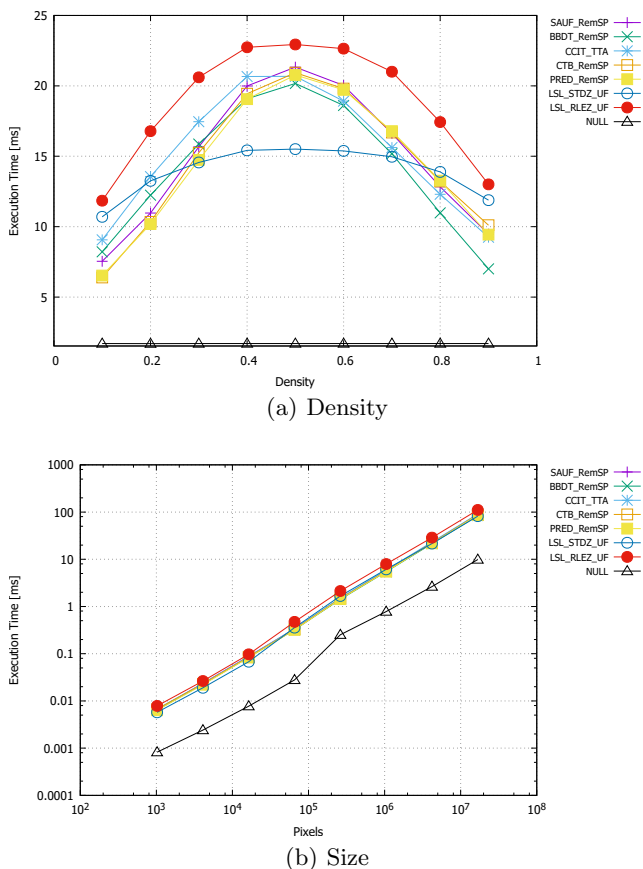 Execution Time [ms]
25
20
15
10
5
0
0.2
0.4
0.6
0.8
1
Density
SAUF_RemSP
BBDT_RemSP
CCIT_TTA
CTB_RemSP
PRED_RemSP
LSL_STDZ_UF
LSL_RLEZ_UF
NULL
(a) Density
Execution Time [ms]
1000
100
10
1
0.1
0.01
0.001
0.0001
10²
10³
10⁴
10⁵
10⁶
10⁷
10⁸
Pixels
SAUF_RemSP
BBDT_RemSP
CCIT_TTA
CTB_RemSP
PRED_RemSP
LSL_STDZ_UF
LSL_RLEZ_UF
NULL
(b) Size